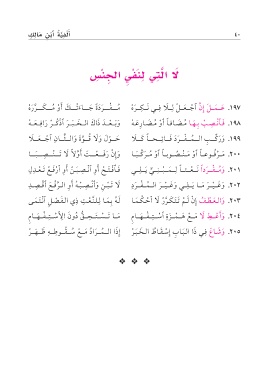 ٤٠ أَلْفِيَّةُ ابْنِ مَالِكٍ
لَا الَّتِي لِنَفْيِ الْجِنْسِ
١٩٧. عَمَلَ إِنَّ اجْعَلْ لِلَا فِي نَكِرَهْ مُفْرَدَةً جَاءَتْكَ أَوْ مُكَرَّرَهْ
١٩٨. فَانْصِبْ بِهَا مُضَافًا أَوْ مُضَارِعَهْ وَبَعْدَ ذَاكَ الْخَبَرَ اذْكُرْ رَافِعَهْ
١٩٩. وَرَكِّبِ الْمُفْرَدَ فَاتِحًا كَلَا حَوْلَ وَلَا قُوَّةَ وَالثَّانِ اجْعَلَا
٢٠٠. مَرْفُوعًا أَوْ مَنْصُوبًا أَوْ مُرَكَّبَا وَإِنْ رَفَعْتَ أَوَّلًا لَا تَنْصِبَا
٢٠١. وَمُفْرَدًا نَعْتًا لِمَبْنِيٍّ يَلِي فَافْتَحْ أَوِ انْصِبَنْ أَوِ ارْفَعْ تَعْدِلِ
٢٠٢. وَغَيْرَ مَا يَلِي وَغَيْرَ الْمُفْرَدِ لَا تَبْنِ وَانْصِبْهُ أَوِ الرَّفْعَ اقْصِدِ
٢٠٣. وَالْعَطْفُ إِنْ لَمْ تَتَكَرَّرْ لَا احْكُمَا لَهُ بِمَا لِلنَّعْتِ ذِي الْفَصْلِ انْتَمَى
٢٠٤. وَأَعْطِ لَا مَعْ هَمْزَةِ اسْتِفْهَامِ مَا تَسْتَحِقُّ دُونَ الِاسْتِفْهَامِ
٢٠٥. وَشَاعَ فِي ذَا الْبَابِ إِسْقَاطُ الْخَبَرْ إِذَا الْمُرَادُ مَعْ سُقُوطِهِ ظَهَرْ